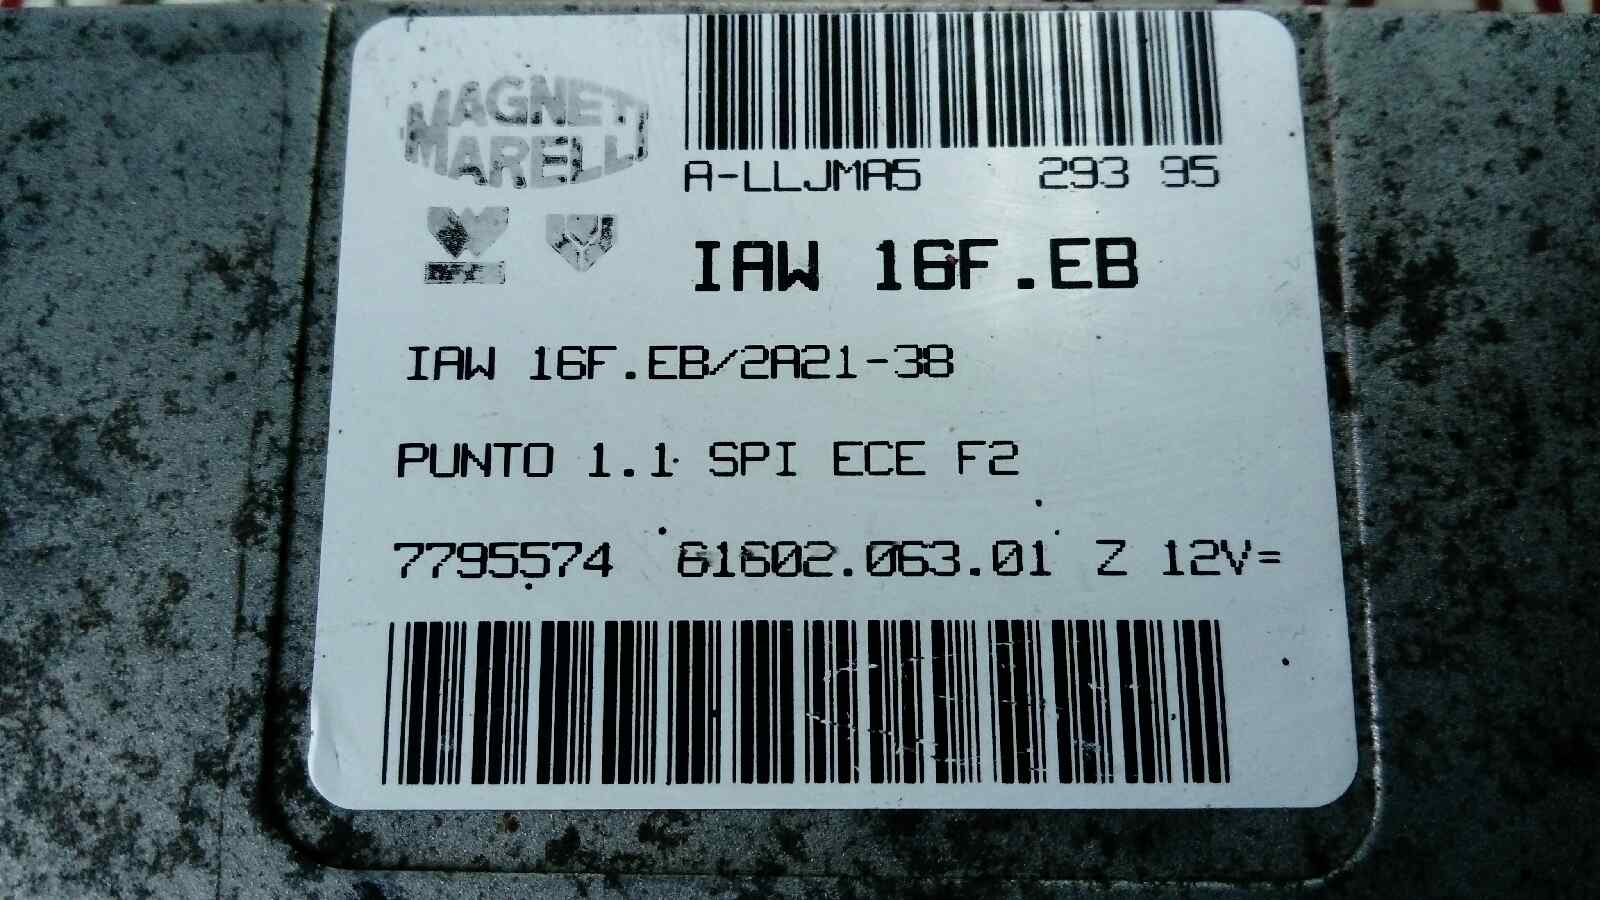 MAGNETI
MARELLI
A-LLJMA5 293 95
IAW 16F.EB
IAW 16F.EB/2A21-38
PUNTO 1.1 SPI ECE F2
7795574 61602.063.01 Z 12V=